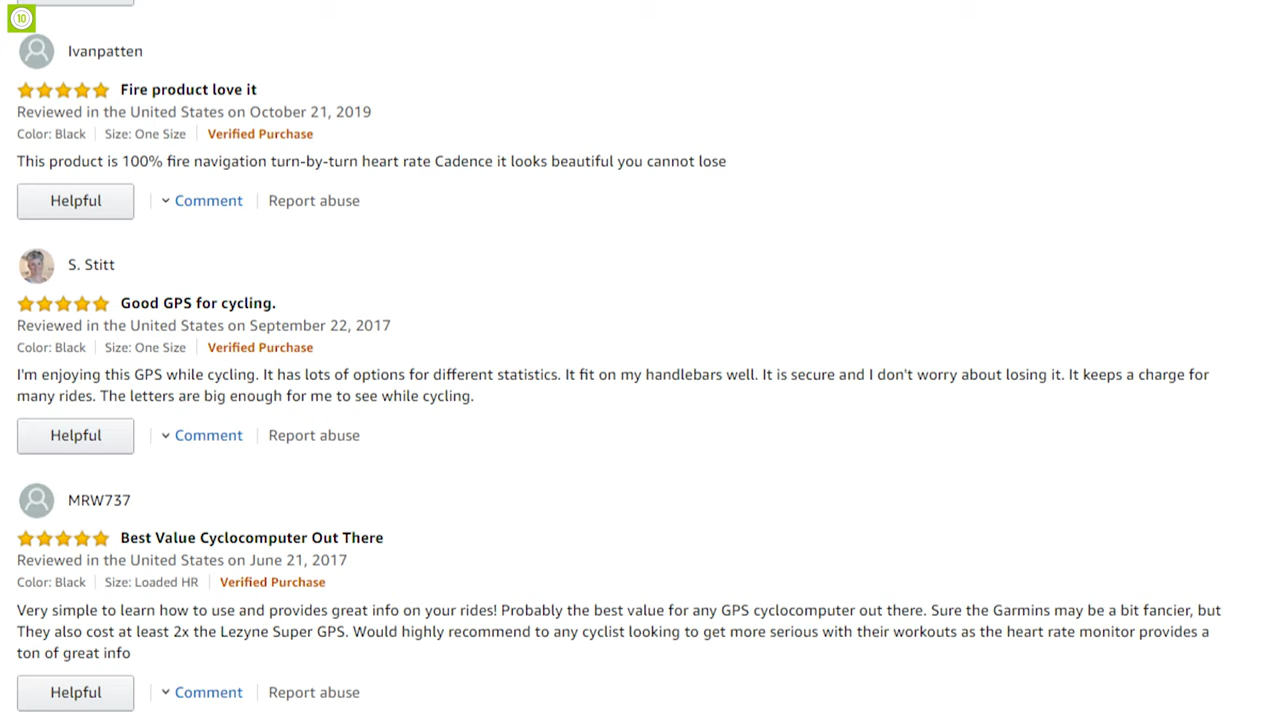 10
Ivanpatten
Fire product love it
Reviewed in the United States on October 21, 2019
Color: Black Size: One Size Verified Purchase
This product is 100% fire navigation turn-by-turn heart rate Cadence it looks beautiful you cannot lose
Helpful Comment Report abuse
S. Stitt
Good GPS for cycling.
Reviewed in the United States on September 22, 2017
Color: Black Size: One Size Verified Purchase
I'm enjoying this GPS while cycling. It has lots of options for different statistics. It fit on my handlebars well. It is secure and I don't worry about losing it. It keeps a charge for
many rides. The letters are big enough for me to see while cycling.
Helpful Comment Report abuse
MRW737
Best Value Cyclocomputer Out There
Reviewed in the United States on June 21, 2017
Color: Black Size: Loaded HR Verified Purchase
Very simple to learn how to use and provides great info on your rides! Probably the best value for any GPS cyclocomputer out there. Sure the Garmins may be a bit fancier, but
They also cost at least 2x the Lezyne Super GPS. Would highly recommend to any cyclist looking to get more serious with their workouts as the heart rate monitor provides a
ton of great info
Helpful Comment Report abuse